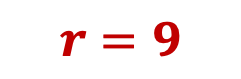 r = 9